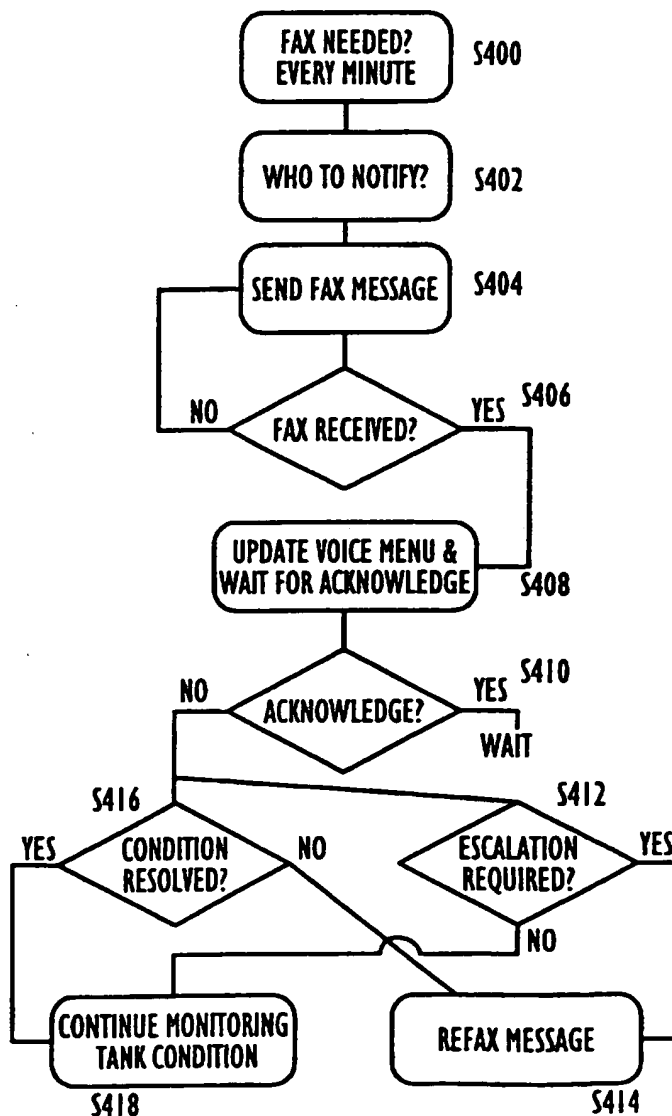 FAX NEEDED?
EVERY MINUTE
S400
WHO TO NOTIFY?
S402
SEND FAX MESSAGE
S404
NO
FAX RECEIVED?
YES
S406
UPDATE VOICE MENU &
WAIT FOR ACKNOWLEDGE
S408
NO
ACKNOWLEDGE?
YES
S410
WAIT
S416
S412
YES
CONDITION
RESOLVED?
NO
ESCALATION
REQUIRED?
YES
NO
CONTINUE MONITORING
TANK CONDITION
REFAX MESSAGE
S418
S414